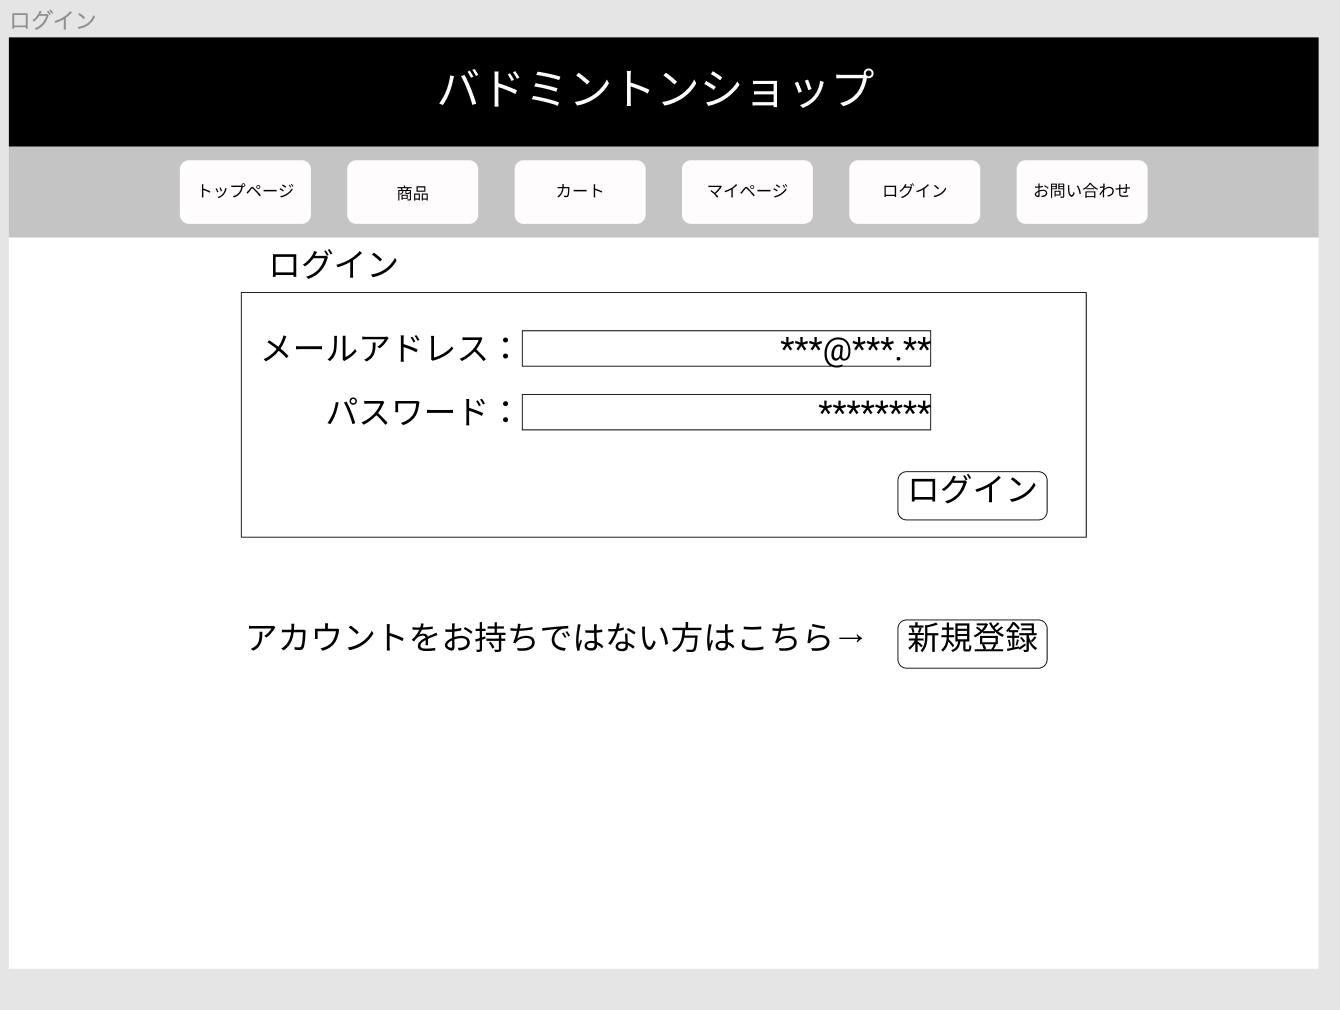 ログイン
バドミントンショップ
トップページ 商品 カート マイページ ログイン お問い合わせ
ログイン
メールアドレス： ***@***.**
パスワード： ********
ログイン
アカウントをお持ちではない方はこちら→ 新規登録